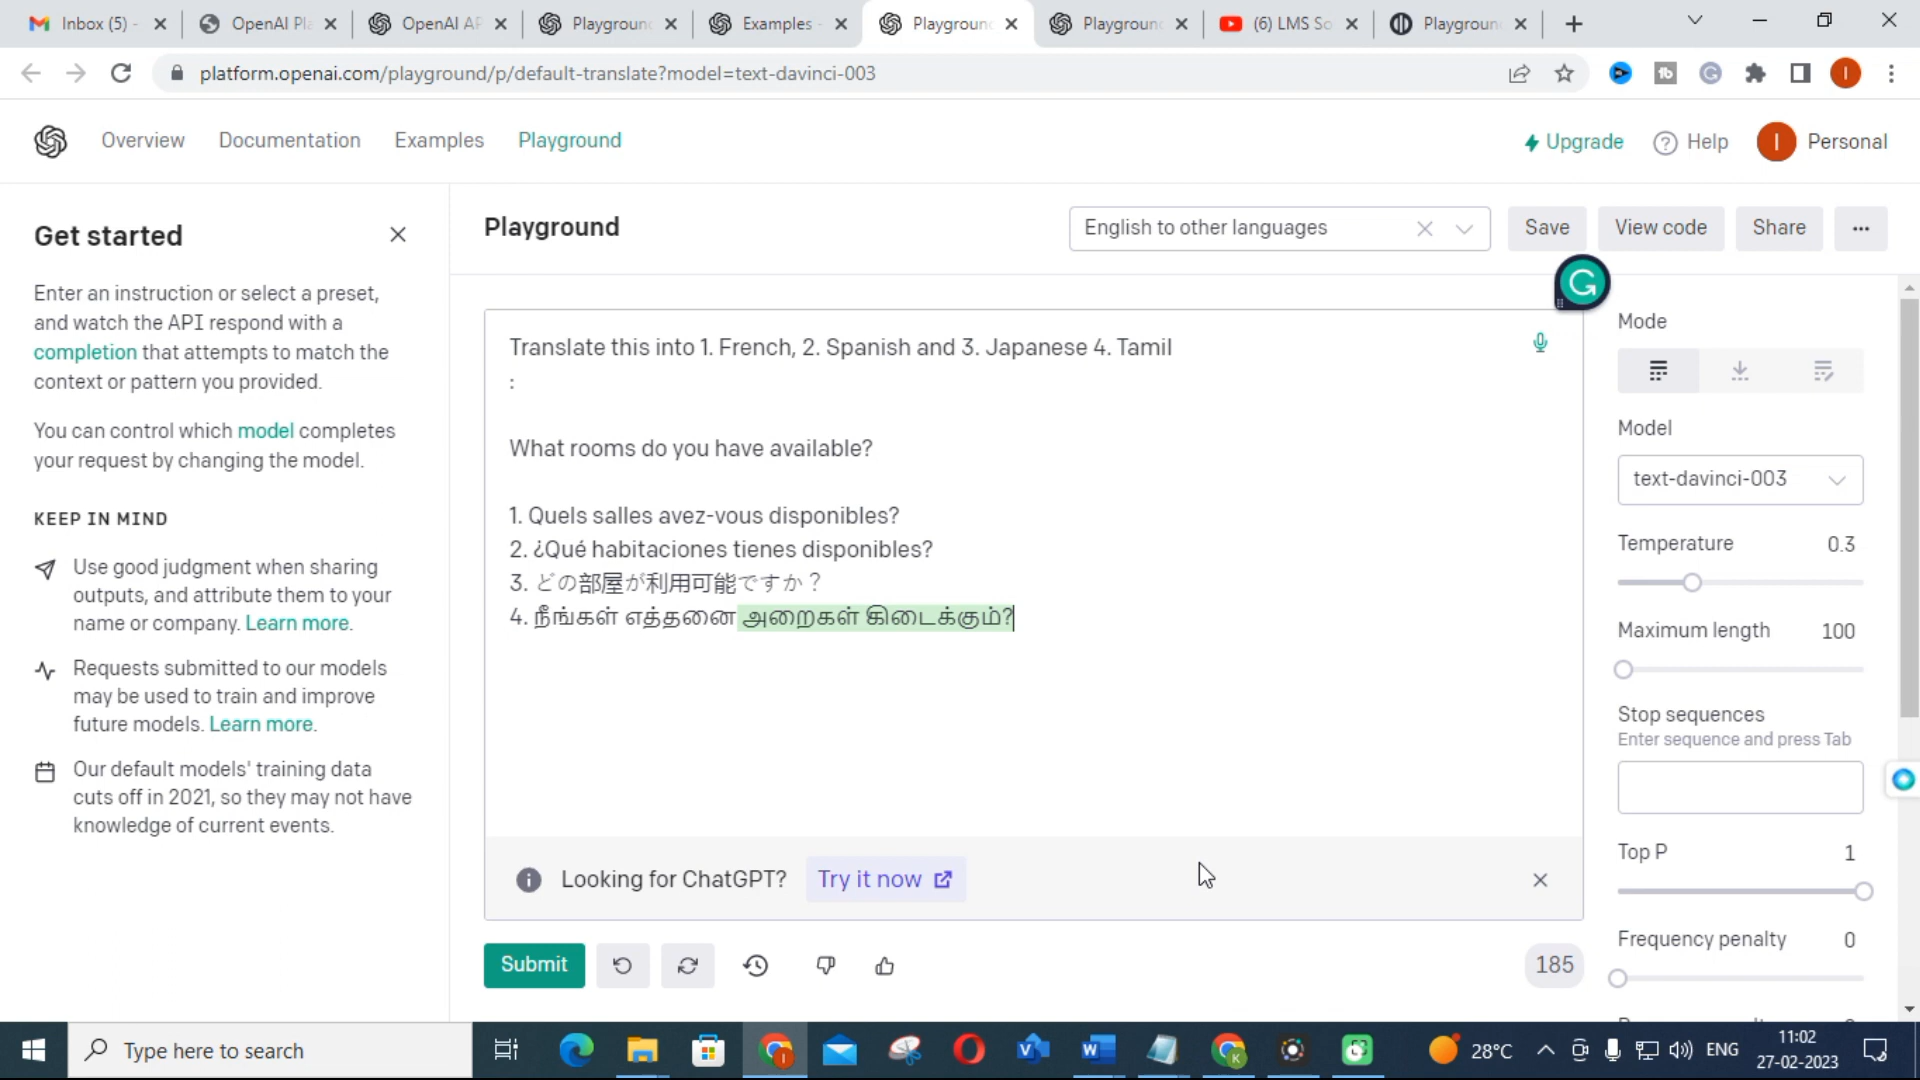 Inbox (5) -
OpenAI Pl
OpenAI AP
Playground
Examples -
Playground
Playground
(6) LMS So
Playground
platform.openai.com/playground/p/default-translate?model=text-davinci-003
Overview
Documentation
Examples
Playground
Upgrade
Help
Personal
Get started
Enter an instruction or select a preset,
and watch the API respond with a
completion that attempts to match the
context or pattern you provided.
You can control which model completes
your request by changing the model.
KEEP IN MIND
Use good judgment when sharing
outputs, and attribute them to your
name or company. Learn more.
Requests submitted to our models
may be used to train and improve
future models. Learn more.
Our default models' training data
cuts off in 2021, so they may not have
knowledge of current events.
Playground
English to other languages
Save
View code
Share
Translate this into 1. French, 2. Spanish and 3. Japanese 4. Tamil
:
What rooms do you have available?
1. Quels salles avez-vous disponibles?
2. ¿Qué habitaciones tienes disponibles?
3. どの部屋が利用可能ですか？
4. நீங்கள் எத்தனை அறைகள் கிடைக்கும்?
Looking for ChatGPT?
Try it now
Submit
185
Mode
Model
text-davinci-003
Temperature 0.3
Maximum length 100
Stop sequences
Enter sequence and press Tab
Top P 1
Frequency penalty 0
Type here to search
28°C
ENG
11:02
27-02-2023